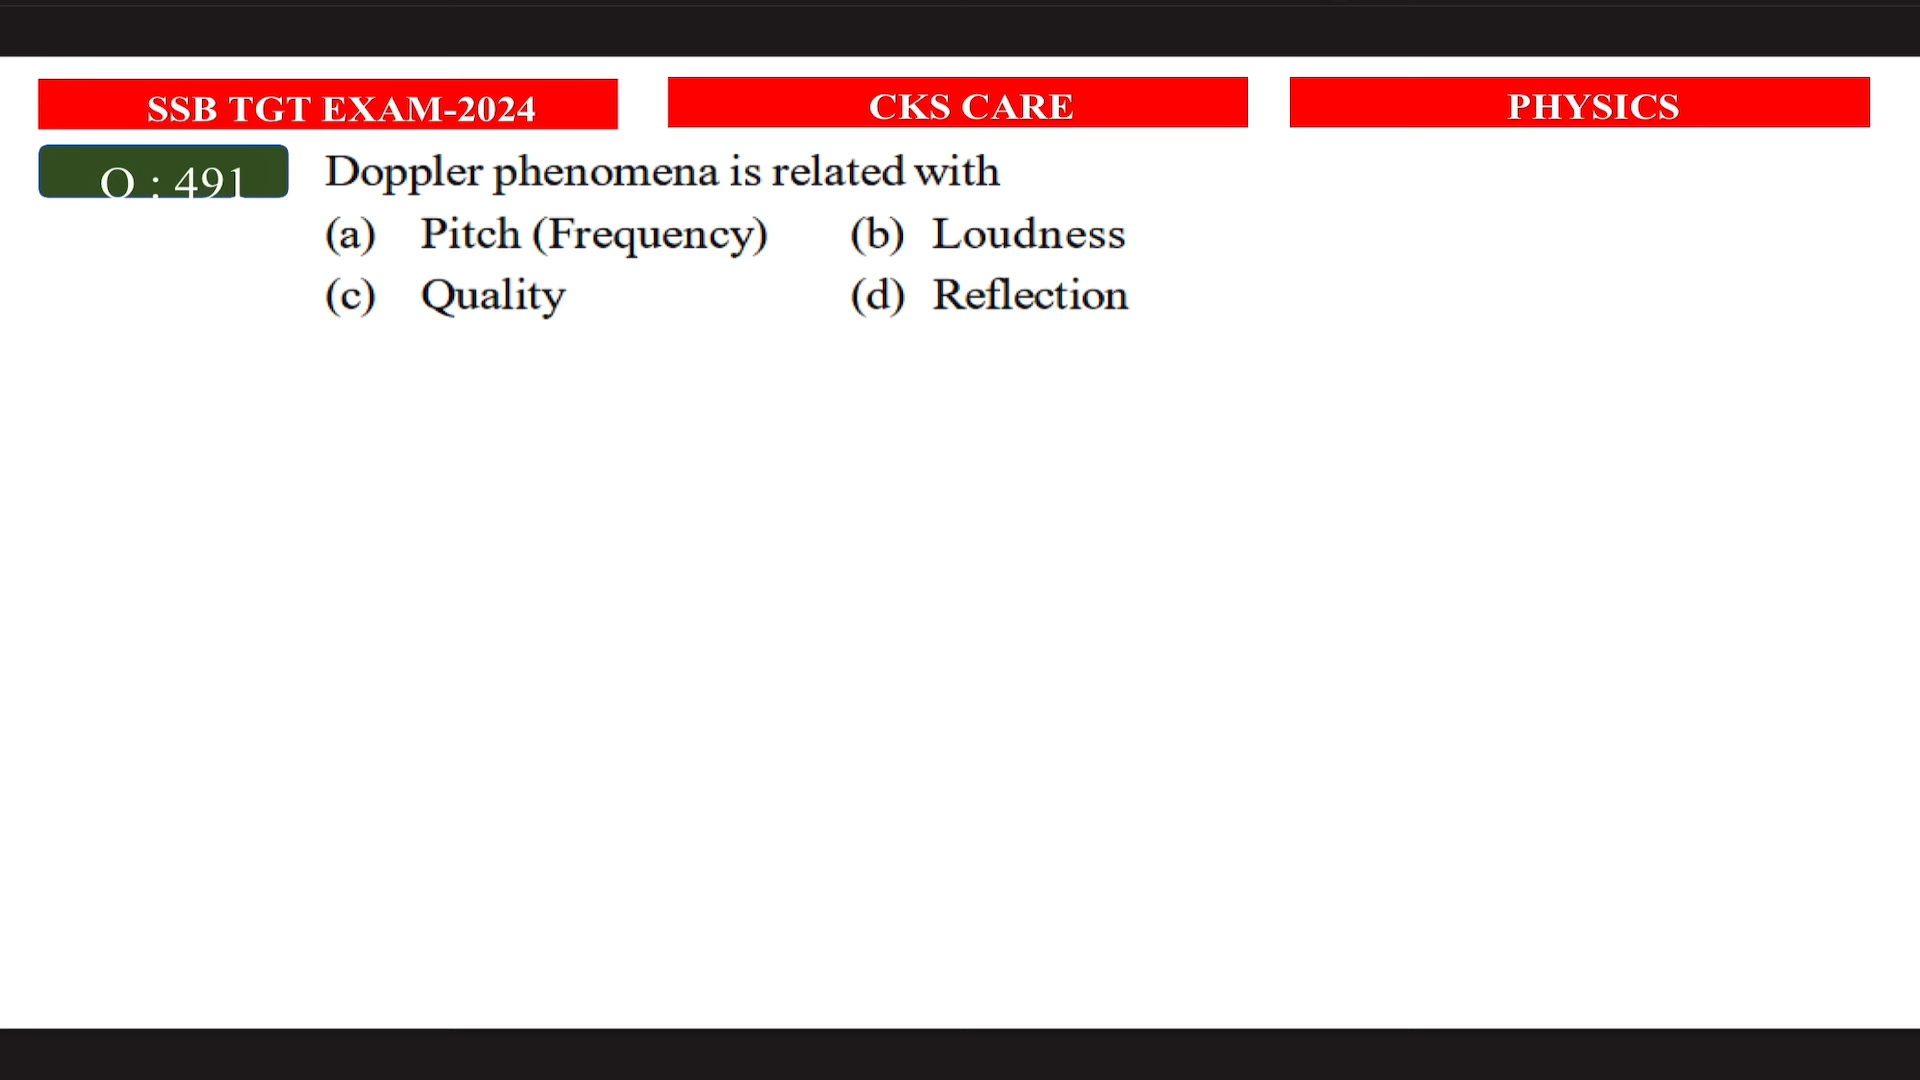 SSB TGT EXAM-2024
CKS CARE
PHYSICS
Q : 491
Doppler phenomena is related with
(a) Pitch (Frequency) (b) Loudness
(c) Quality (d) Reflection